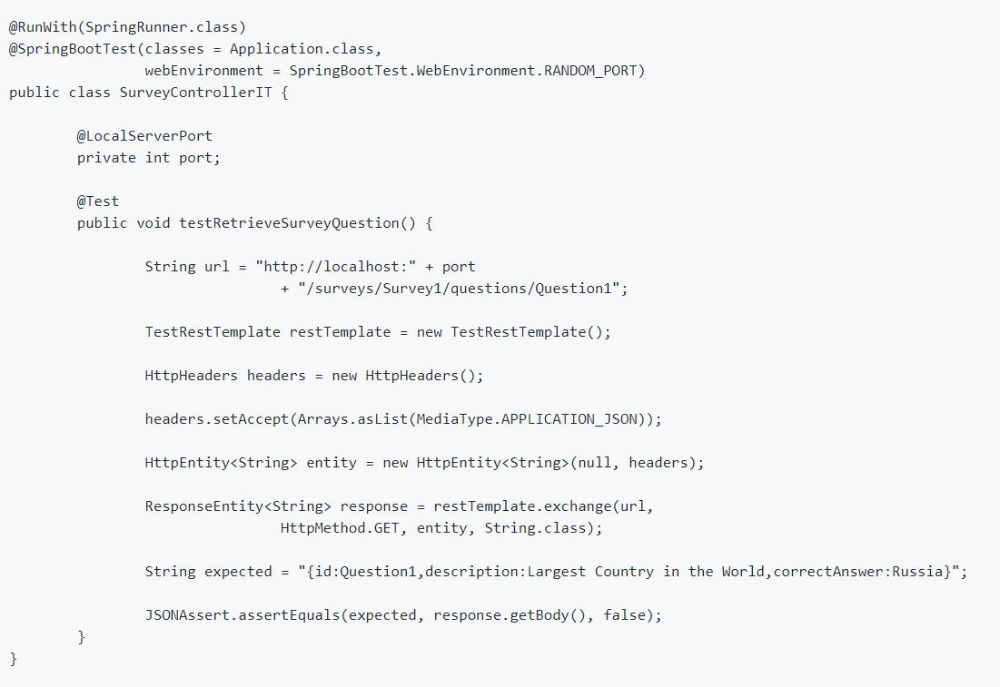 @RunWith(SpringRunner.class)
@SpringBootTest(classes = Application.class,
                webEnvironment = SpringBootTest.WebEnvironment.RANDOM_PORT)
public class SurveyControllerIT {
        @LocalServerPort
        private int port;
        @Test
        public void testRetrieveSurveyQuestion() {
                String url = "http://localhost:" + port
                                + "/surveys/Survey1/questions/Question1";
                TestRestTemplate restTemplate = new TestRestTemplate();
                HttpHeaders headers = new HttpHeaders();
                headers.setAccept(Arrays.asList(MediaType.APPLICATION_JSON));
                HttpEntity<String> entity = new HttpEntity<String>(null, headers);
                ResponseEntity<String> response = restTemplate.exchange(url,
                                HttpMethod.GET, entity, String.class);
                String expected = "{id:Question1,description:Largest Country in the World,correctAnswer:Russia}";
                JSONAssert.assertEquals(expected, response.getBody(), false);
        }
}